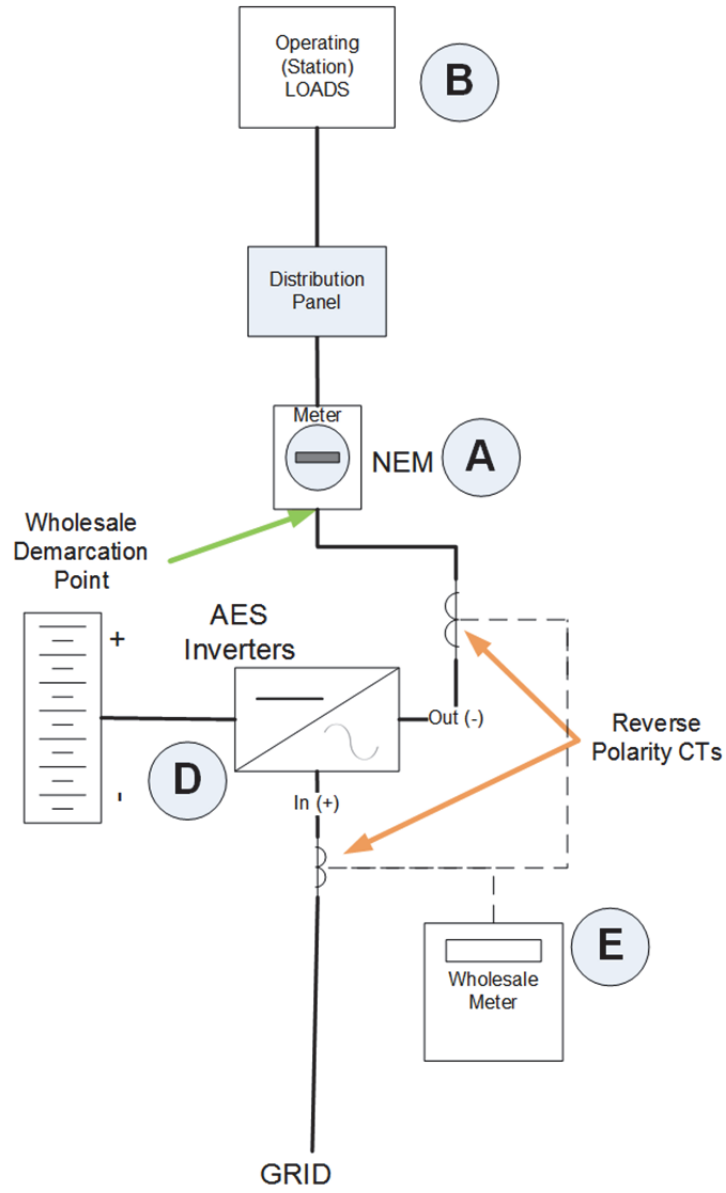 Operating
(Station)
LOADS
B
Distribution
Panel
Meter
NEM
A
Wholesale
Demarcation
Point
AES
Inverters
+
-
Out (-)
Reverse
Polarity CTs
D
In (+)
E
Wholesale
Meter
GRID